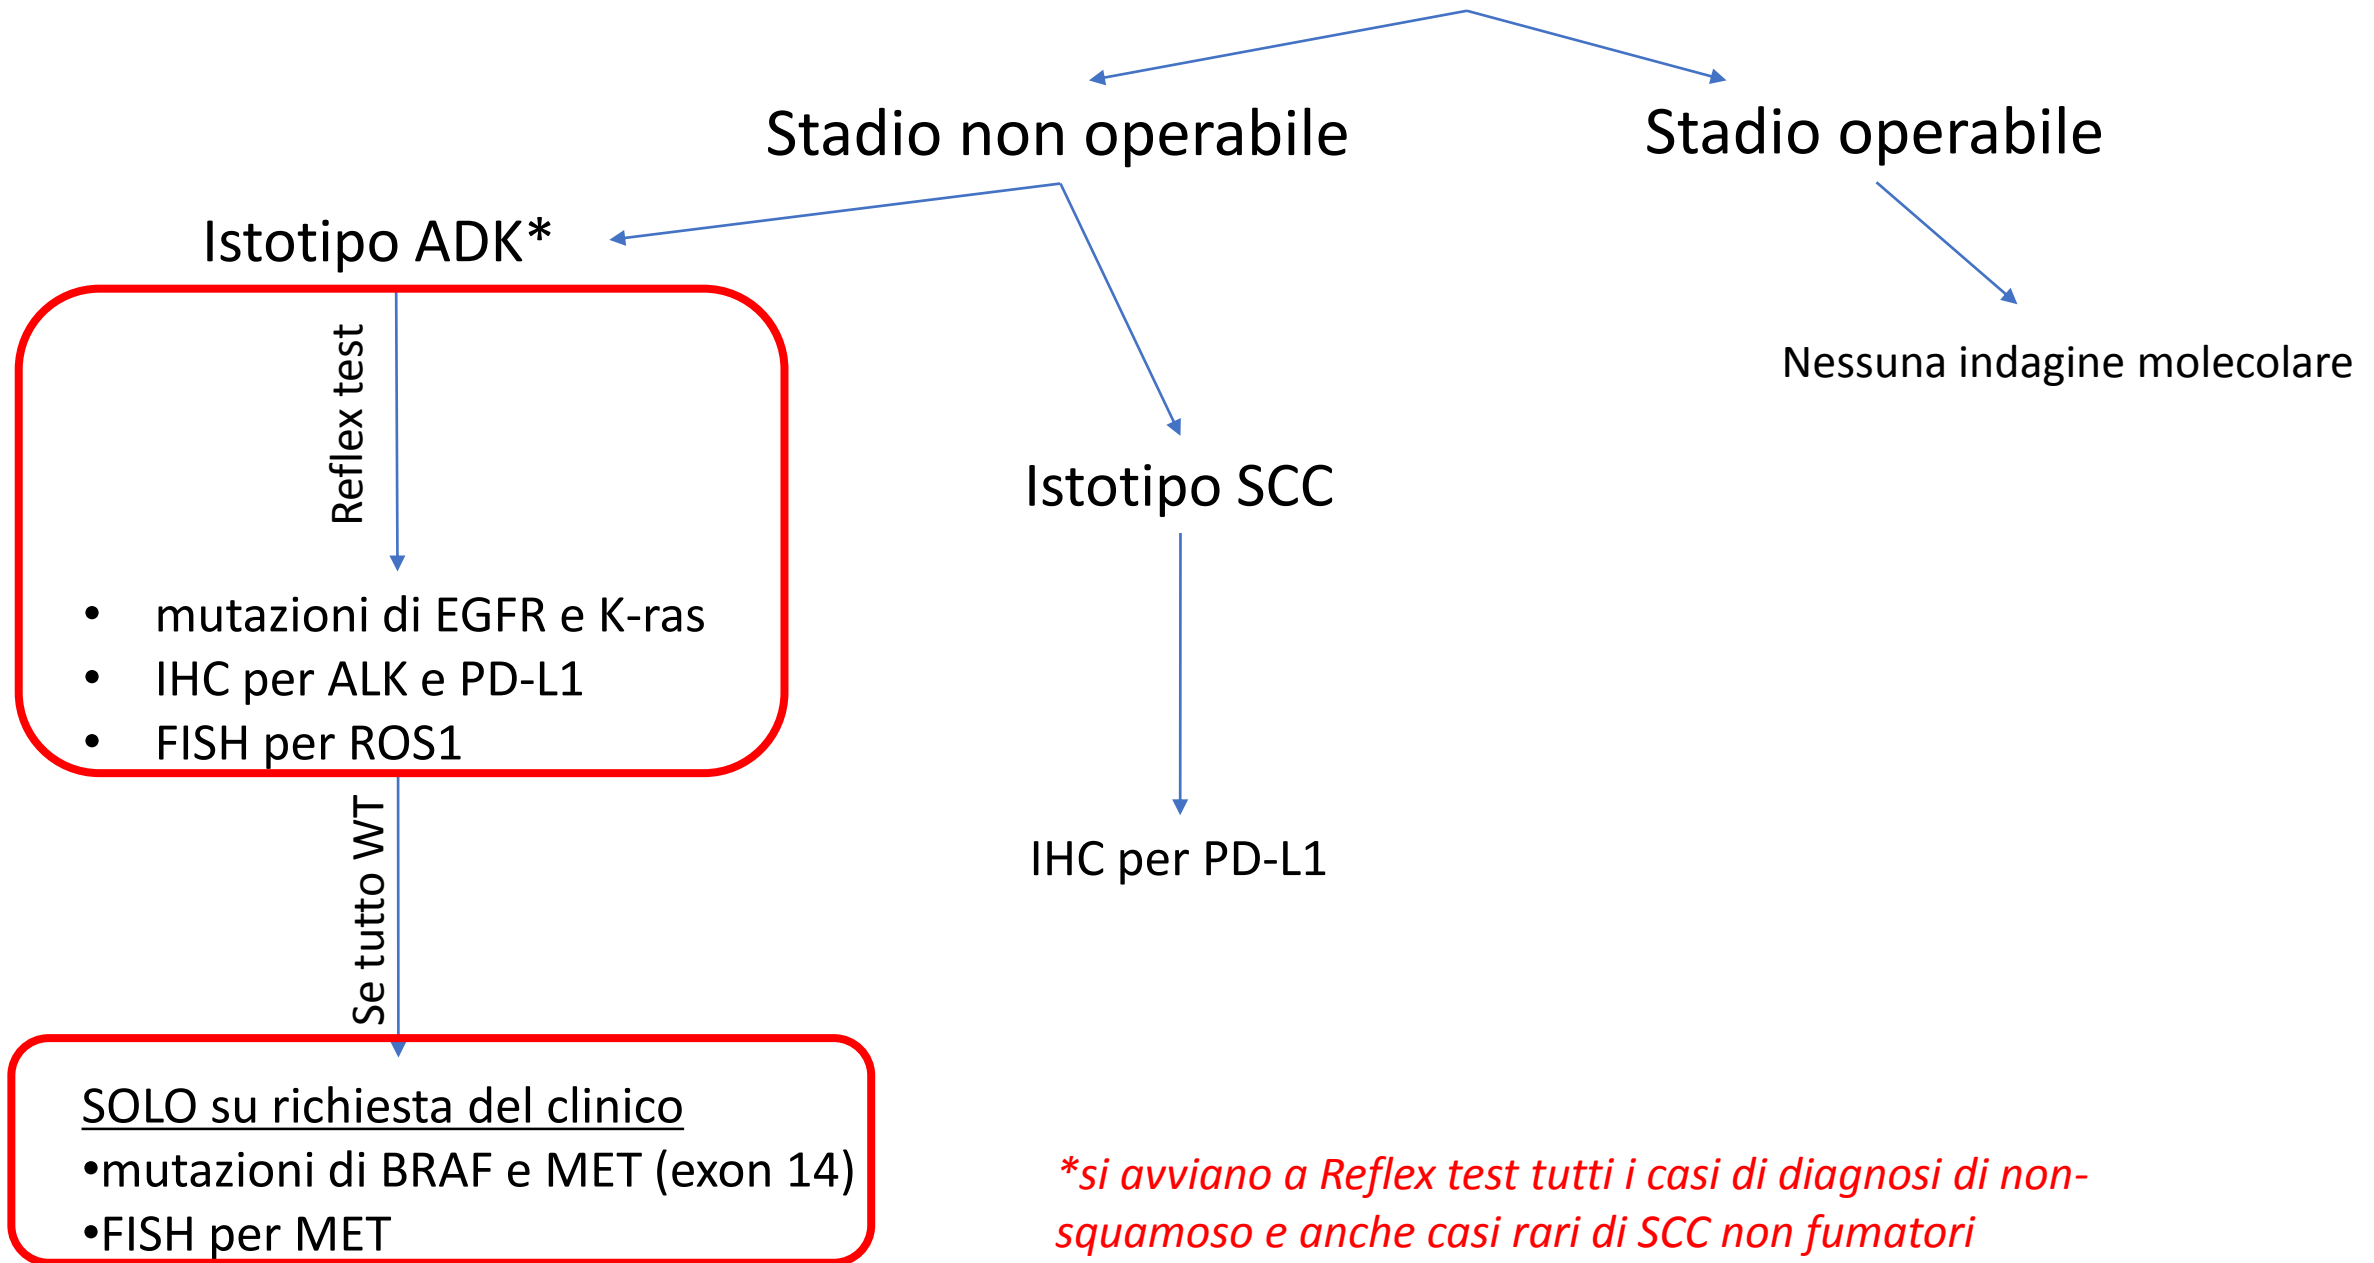 Stadio non operabile
Stadio operabile
Istotipo ADK*
Reflex test
Nessuna indagine molecolare
Istotipo SCC
• mutazioni di EGFR e K-ras
• IHC per ALK e PD-L1
• FISH per ROS1
Se tutto WT
IHC per PD-L1
SOLO su richiesta del clinico
•mutazioni di BRAF e MET (exon 14)
•FISH per MET
*si avviano a Reflex test tutti i casi di diagnosi di non-
squamoso e anche casi rari di SCC non fumatori